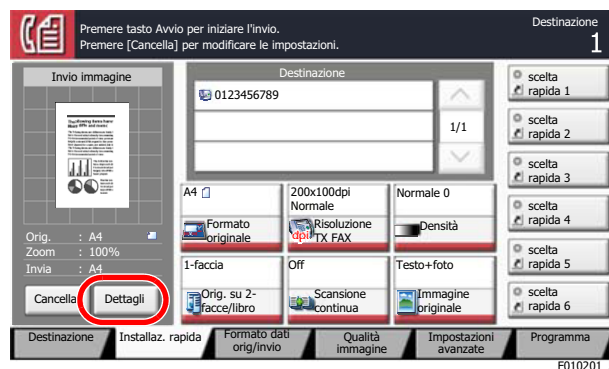 Premere tasto Avvio per iniziare l'invio.
Premere [Cancella] per modificare le impostazioni.
Destinazione
1
Invio immagine
Orig. : A4
Zoom : 100%
Invia : A4
Cancella
Dettagli
Destinazione
0123456789
1/1
A4
Formato
originale
200x100dpi
Normale
dpi
Risoluzione
TX FAX
Normale 0
Densità
1-faccia
Orig. su 2-
facce/libro
Off
Scansione
continua
Testo+foto
Immagine
originale
scelta
rapida 1
scelta
rapida 2
scelta
rapida 3
scelta
rapida 4
scelta
rapida 5
scelta
rapida 6
Destinazione
Installaz. rapida
Formato dati
orig/invio
Qualità
immagine
Impostazioni
avanzate
Programma
F010201